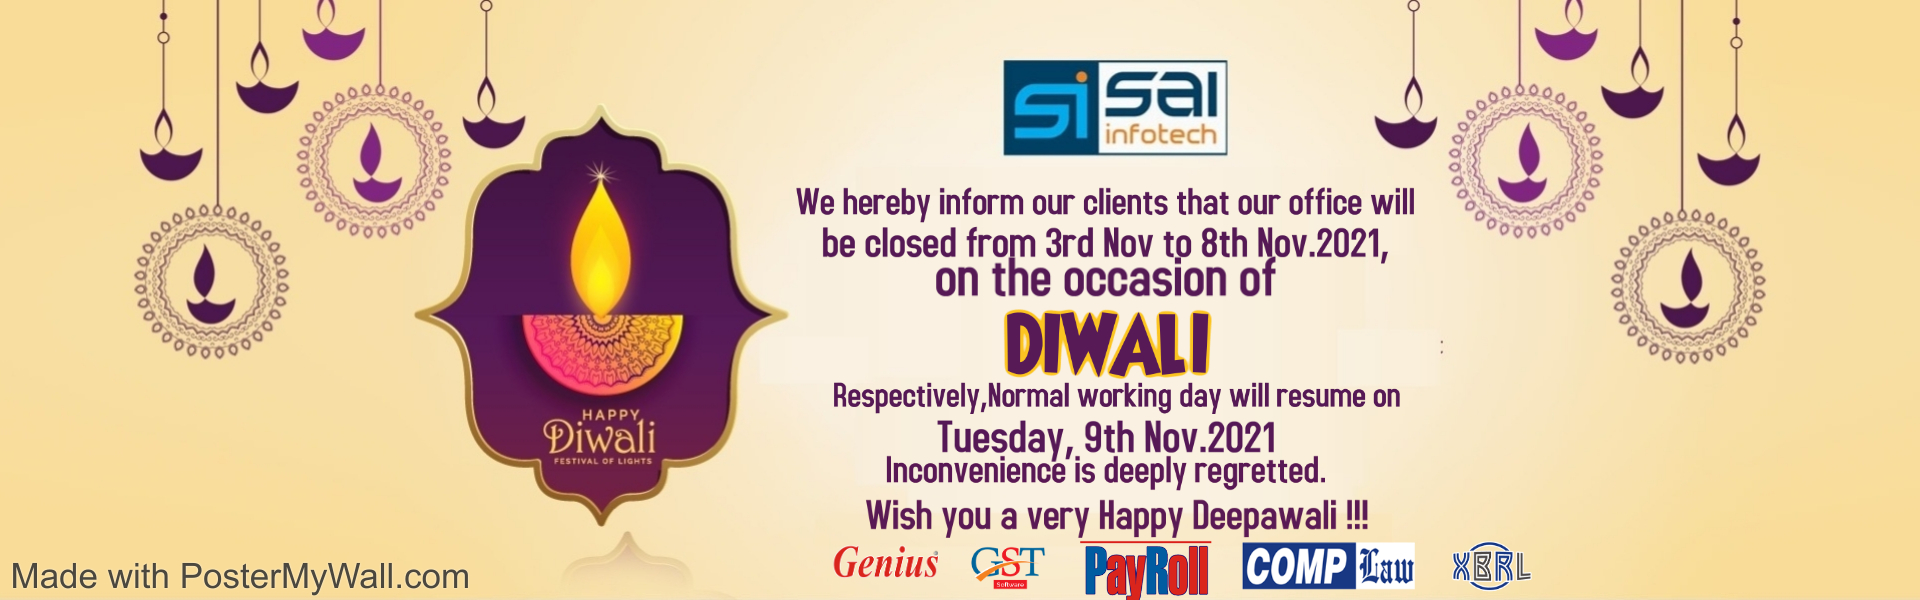 Si SAI
infotech
We hereby inform our clients that our office will
be closed from 3rd Nov to 8th Nov.2021,
on the occasion of
DIWALI
:
Respectively,Normal working day will resume on
Tuesday, 9th Nov.2021
Inconvenience is deeply regretted.
Wish you a very Happy Deepawali !!!
HAPPY
Diwali
FESTIVAL OF LIGHTS
Genius®
GST
Software
PayRoll
COMP Law
XBRL
Made with PosterMyWall.com